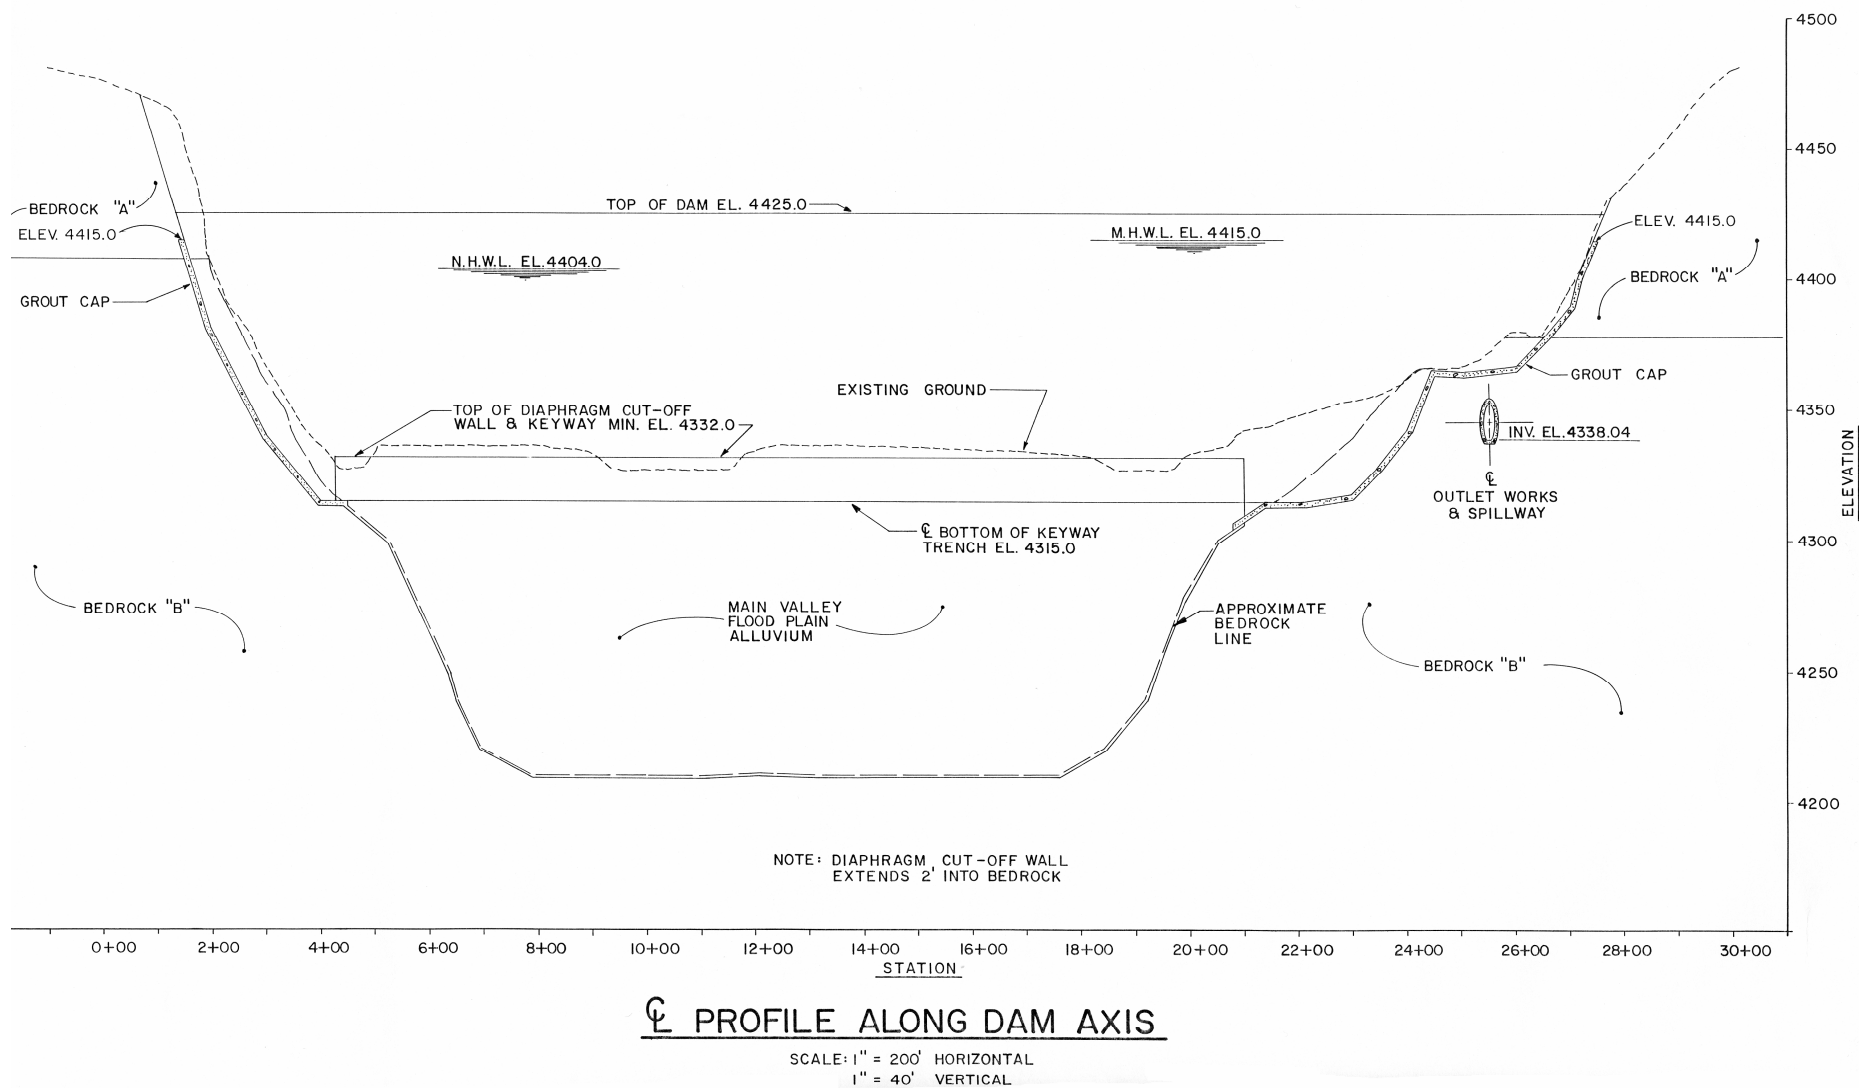 4500
4450
TOP OF DAM EL. 4425.0
BEDROCK "A"
ELEV. 4415.0
M.H.W.L. EL. 4415.0
ELEV. 4415.0
N.H.W.L. EL. 4404.0
BEDROCK "A"
4400
GROUT CAP
GROUT CAP
EXISTING GROUND
4350
TOP OF DIAPHRAGM CUT-OFF
WALL & KEYWAY MIN. EL. 4332.0
INV. EL. 4338.04
℄
OUTLET WORKS
& SPILLWAY
ELEVATION
℄ BOTTOM OF KEYWAY
TRENCH EL. 4315.0
4300
BEDROCK "B"
MAIN VALLEY
FLOOD PLAIN
ALLUVIUM
APPROXIMATE
BEDROCK
LINE
BEDROCK "B"
4250
4200
NOTE: DIAPHRAGM CUT-OFF WALL
EXTENDS 2' INTO BEDROCK
0+00 2+00 4+00 6+00 8+00 10+00 12+00 14+00 16+00 18+00 20+00 22+00 24+00 26+00 28+00 30+00
STATION
℄ PROFILE ALONG DAM AXIS
SCALE: 1" = 200' HORIZONTAL
1" = 40' VERTICAL